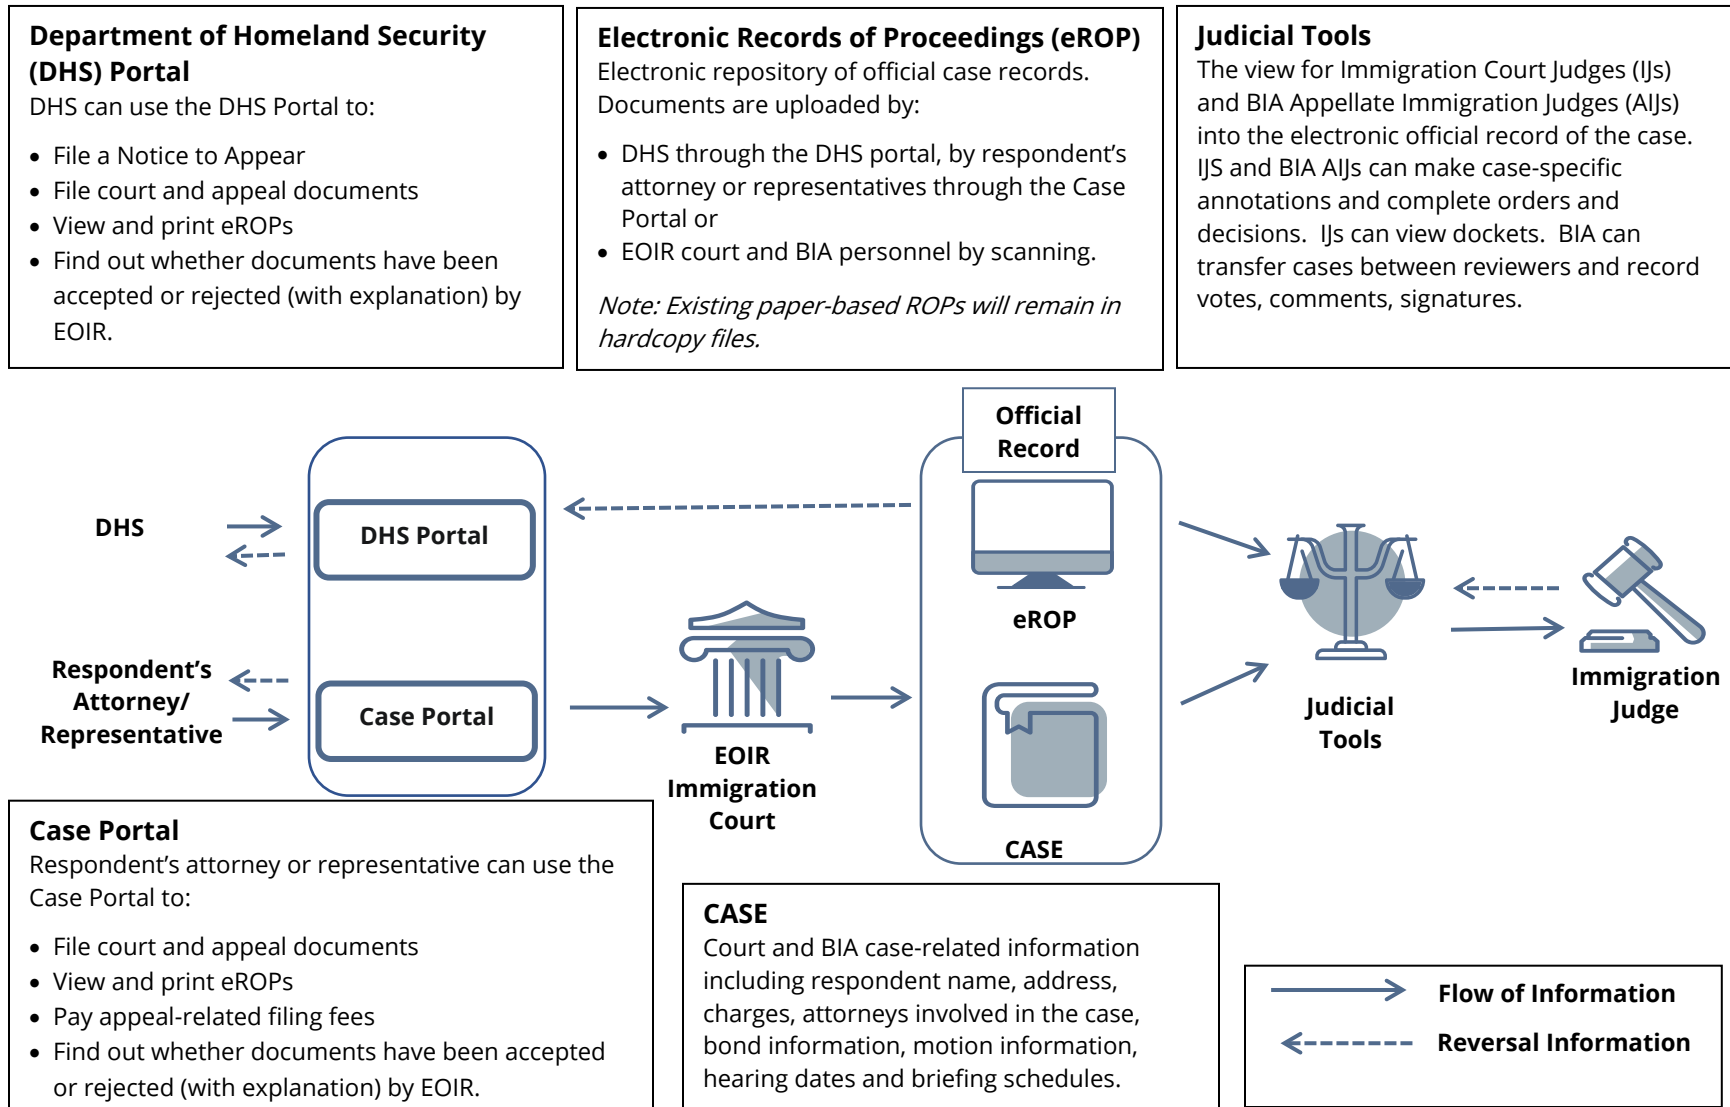 Department of Homeland Security
(DHS) Portal
DHS can use the DHS Portal to:
• File a Notice to Appear
• File court and appeal documents
• View and print eROPs
• Find out whether documents have been
accepted or rejected (with explanation) by
EOIR.
Electronic Records of Proceedings (eROP)
Electronic repository of official case records.
Documents are uploaded by:
• DHS through the DHS portal, by respondent’s
attorney or representatives through the Case
Portal or
• EOIR court and BIA personnel by scanning.
Note: Existing paper-based ROPs will remain in
hardcopy files.
Judicial Tools
The view for Immigration Court Judges (IJs)
and BIA Appellate Immigration Judges (AIJs)
into the electronic official record of the case.
IJS and BIA AIJs can make case-specific
annotations and complete orders and
decisions.  IJs can view dockets.  BIA can
transfer cases between reviewers and record
votes, comments, signatures.
Official
Record
DHS
DHS Portal
eROP
Respondent’s
Attorney/
Representative
Case Portal
EOIR
Immigration
Court
CASE
Judicial
Tools
Immigration
Judge
Case Portal
Respondent’s attorney or representative can use the
Case Portal to:
• File court and appeal documents
• View and print eROPs
• Pay appeal-related filing fees
• Find out whether documents have been accepted
or rejected (with explanation) by EOIR.
CASE
Court and BIA case-related information
including respondent name, address,
charges, attorneys involved in the case,
bond information, motion information,
hearing dates and briefing schedules.
Flow of Information
Reversal Information